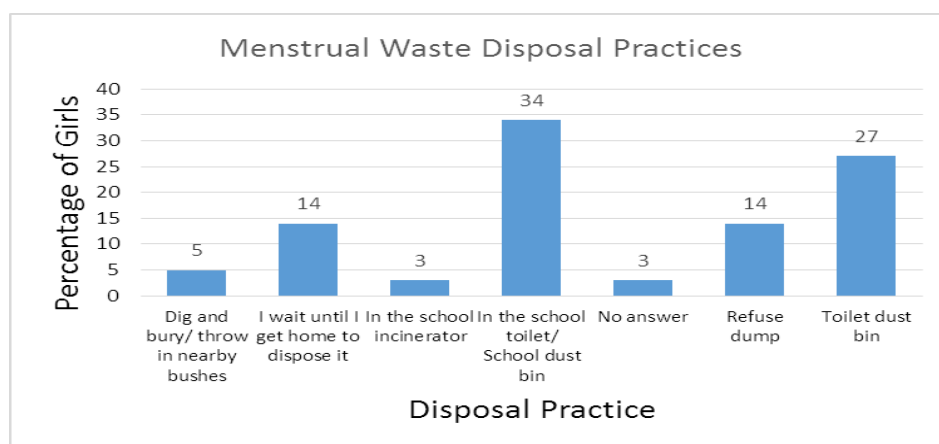 Menstrual Waste Disposal Practices
Percentage of Girls
40
35
30
25
20
15
10
5
0
5
14
3
34
3
14
27
Dig and
bury/ throw
in nearby
bushes
I wait until I
get home to
dispose it
In the school
incinerator
In the school
toilet/
School dust
bin
No answer
Refuse
dump
Toilet dust
bin
Disposal Practice